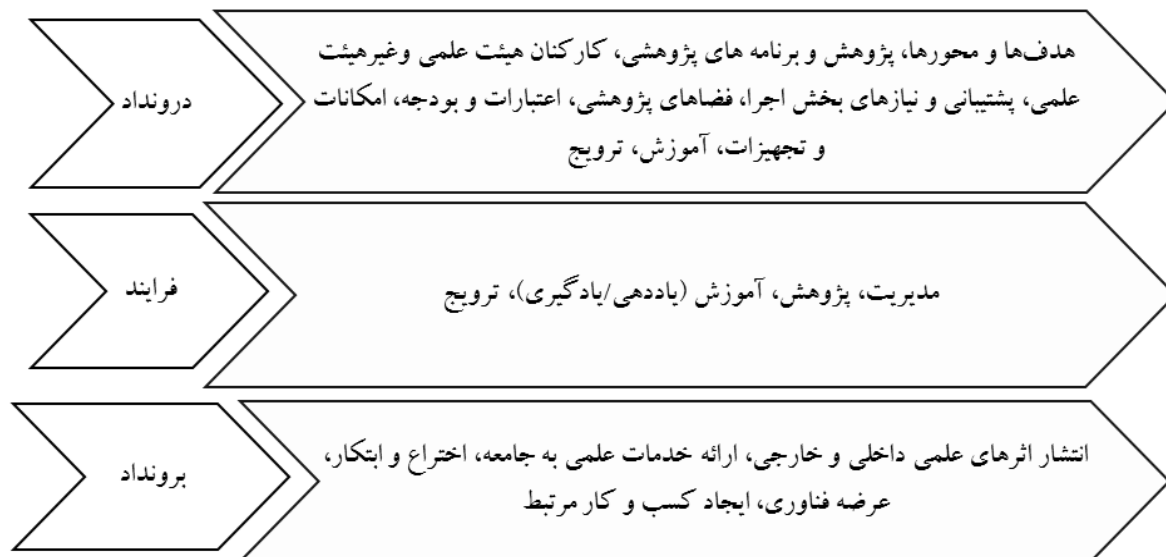 درونداد
هدف‌ها و محورها، پژوهش و برنامه های پژوهشی، کارکنان هیئت علمی وغیرهیئت
علمی، پشتیبانی و نیازهای بخش اجرا، فضاهای پژوهشی، اعتبارات و بودجه، امکانات
و تجهیزات، آموزش، ترویج
فرایند
مدیریت، پژوهش، آموزش (یاددهی/یادگیری)، ترویج
برونداد
انتشار اثرهای علمی داخلی و خارجی، ارائه خدمات علمی به جامعه، اختراع و ابتکار،
عرضه فناوری، ایجاد کسب و کار مرتبط